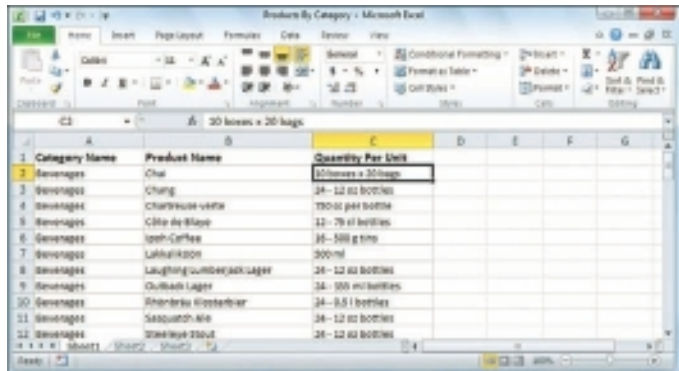 Products By Category - Microsoft Excel
File Home Insert Page Layout Formulas Data Review View
Calibri 11 General Conditional Formatting Insert
Paste Format as Table Delete Sort & Find &
Cell Styles Format Filter Select
Clipboard Font Alignment Number Styles Cells Editing
C2 fx 10 boxes x 20 bags
A B C D E F G
1 Category Name Product Name Quantity Per Unit
2 Beverages Chai 10 boxes x 20 bags
3 Beverages Chang 24 - 12 oz bottles
4 Beverages Chartreuse verte 750 cc per bottle
5 Beverages Côte de Blaye 12 - 75 cl bottles
6 Beverages Ipoh Coffee 16 - 500 g tins
7 Beverages Lakkalikööri 500 ml
8 Beverages Laughing Lumberjack Lager 24 - 12 oz bottles
9 Beverages Outback Lager 24 - 355 ml bottles
10 Beverages Rhönbräu Klosterbier 24 - 0.5 l bottles
11 Beverages Sasquatch Ale 24 - 12 oz bottles
12 Beverages Steeleye Stout 24 - 12 oz bottles
Sheet1 Sheet2 Sheet3
Ready 100%